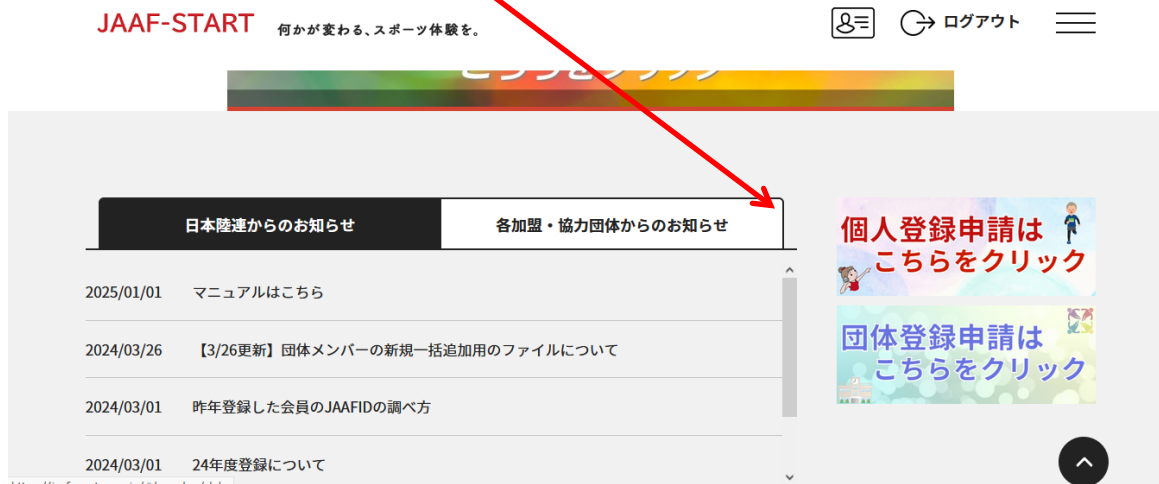 JAAF-START 何かが変わる、スポーツ体験を。
ログアウト
日本陸連からのお知らせ
各加盟・協力団体からのお知らせ
2025/01/01 マニュアルはこちら
2024/03/26 【3/26更新】団体メンバーの新規一括追加用のファイルについて
2024/03/01 昨年登録した会員のJAAFIDの調べ方
2024/03/01 24年度登録について
個人登録申請は
こちらをクリック
団体登録申請は
こちらをクリック